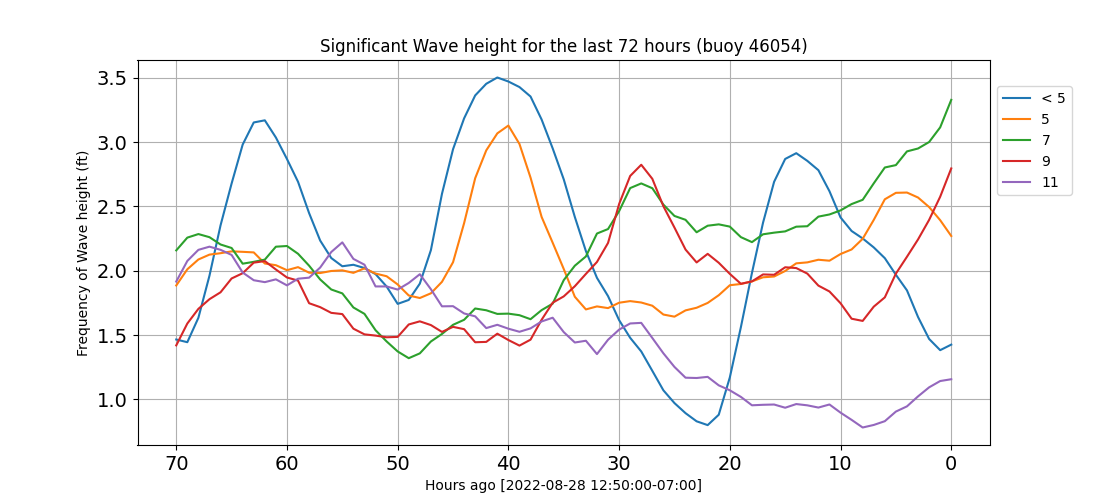 Significant Wave height for the last 72 hours (buoy 46054)
Frequency of Wave height (ft)
3.5
3.0
2.5
2.0
1.5
1.0
70 60 50 40 30 20 10 0
Hours ago [2022-08-28 12:50:00-07:00]
< 5
5
7
9
11